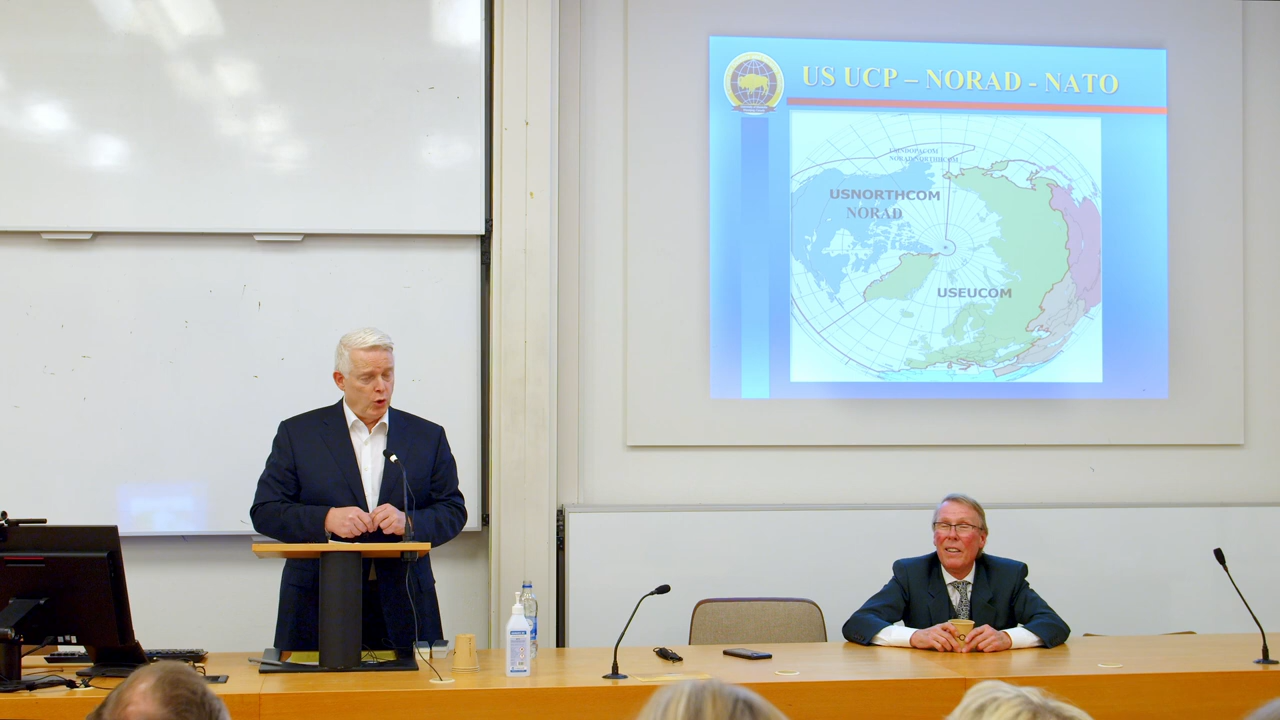 US UCP – NORAD - NATO
USNORTHCOM
NORAD
USEUCOM